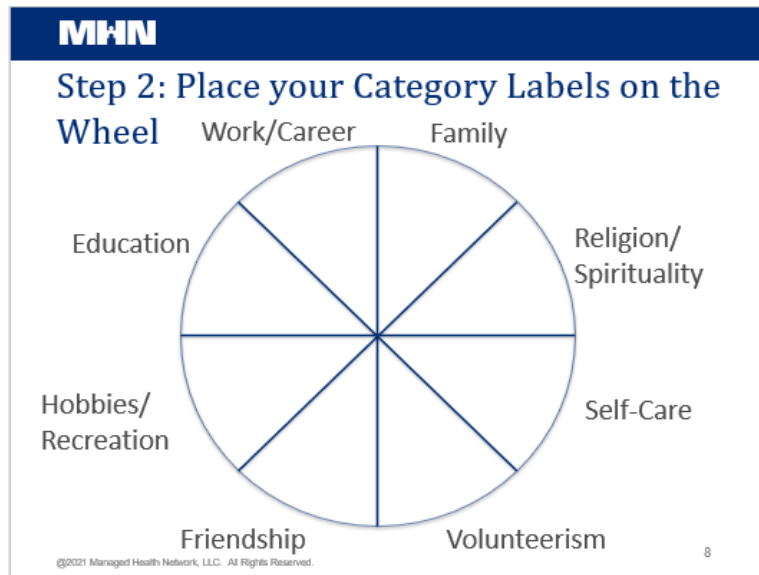 MHN
Step 2: Place your Category Labels on the
Wheel
Work/Career
Family
Education
Religion/
Spirituality
Hobbies/
Recreation
Self-Care
Friendship
Volunteerism
@2021 Managed Health Network, LLC. All Rights Reserved.
8